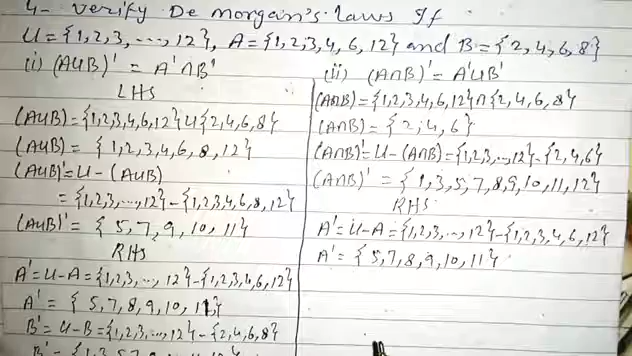 4- verify De morgan's laws If
U={1,2,3, ..., 12}, A={1,2,3,4,6,12} and B={2,4,6,8}
(i) (A∪B)' = A'∩B'
LHS
(A∪B)={1,2,3,4,6,12}∪{2,4,6,8}
(A∪B)= {1,2,3,4,6,8,12}
(A∪B)'=U-(A∪B)
={1,2,3,...,12}-{1,2,3,4,6,8,12}
(A∪B)'= {5,7,9,10,11}
RHS
A'=U-A={1,2,3,...,12}-{1,2,3,4,6,12}
A'= {5,7,8,9,10,11}
B'=U-B={1,2,3,...,12}-{2,4,6,8}
(ii) (A∩B)'=A'∪B'
(A∩B)={1,2,3,4,6,12}∩{2,4,6,8}
(A∩B)={2,4,6}
(A∩B)'=U-(A∩B)={1,2,3,...,12}-{2,4,6}
(A∩B)'={1,3,5,7,8,9,10,11,12}
RHS
A'=U-A={1,2,3,...,12}-{1,2,3,4,6,12}
A'={5,7,8,9,10,11}